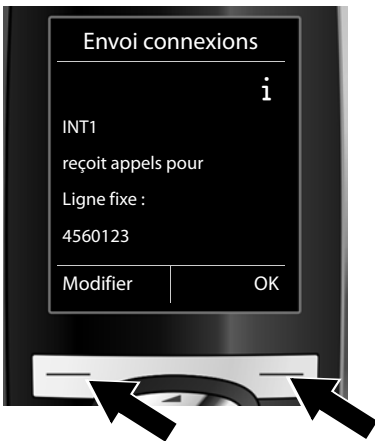 Envoi connexions
i
INT1
reçoit appels pour
Ligne fixe :
4560123
Modifier OK